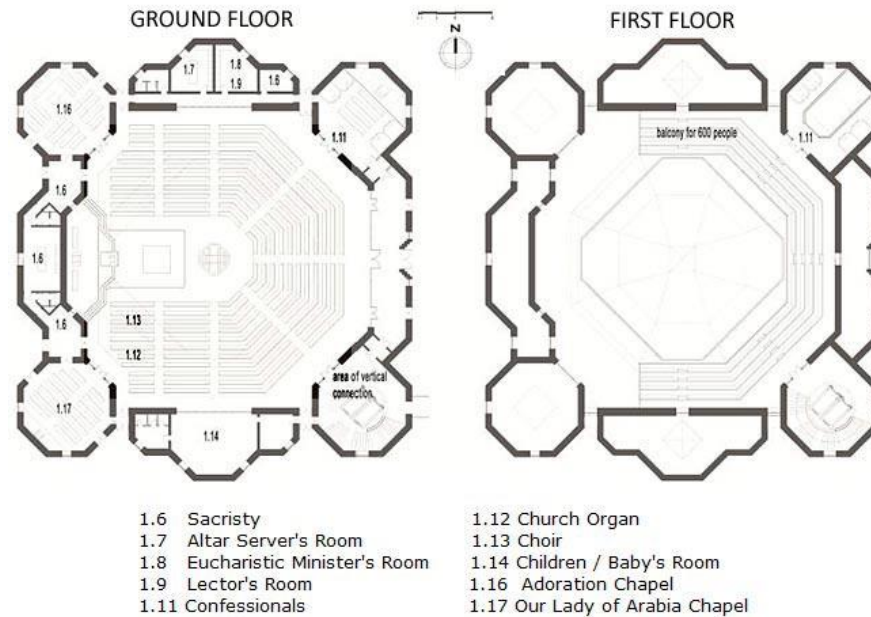 GROUND FLOOR
N
FIRST FLOOR
1.7
1.8
1.9
1.6
1.16
1.11
1.6
1.6
1.6
1.13
1.12
1.17
area of vertical
connection
1.14
balcony for 600 people
1.11
1.6 Sacristy
1.7 Altar Server's Room
1.8 Eucharistic Minister's Room
1.9 Lector's Room
1.11 Confessionals
1.12 Church Organ
1.13 Choir
1.14 Children / Baby's Room
1.16 Adoration Chapel
1.17 Our Lady of Arabia Chapel